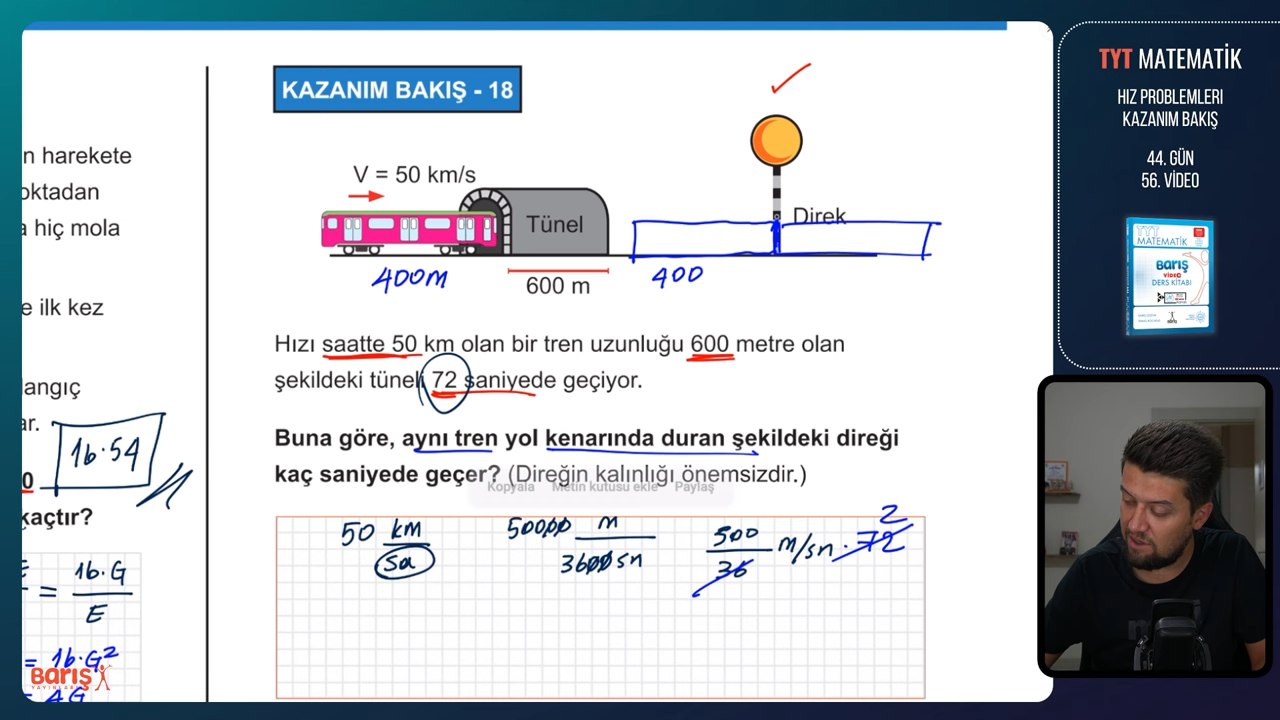 KAZANIM BAKIŞ - 18
V = 50 km/s
Tünel
Direk
400m
600 m
400
Hızı saatte 50 km olan bir tren uzunluğu 600 metre olan
şekildeki tüneli 72 saniyede geçiyor.
Buna göre, aynı tren yol kenarında duran şekildeki direği
kaç saniyede geçer? (Direğin kalınlığı önemsizdir.)
Kopyala Metin kutusu ekle Paylaş
50 km
sa
50000 m
3600 sn
500
36
m/sn . 72
2
n harekete
oktadan
a hiç mola
e ilk kez
langıç
ar.
16.54
0
kaçtır?
= 16.G
E
= 16.G²
= 4G
BARIŞ
YAYINLARI
TYT MATEMATİK
HIZ PROBLEMLERI
KAZANIM BAKIŞ
44. GÜN
56. VİDEO
TYT
MATEMATİK
BARIŞ
VİDEO
DERS KİTABI